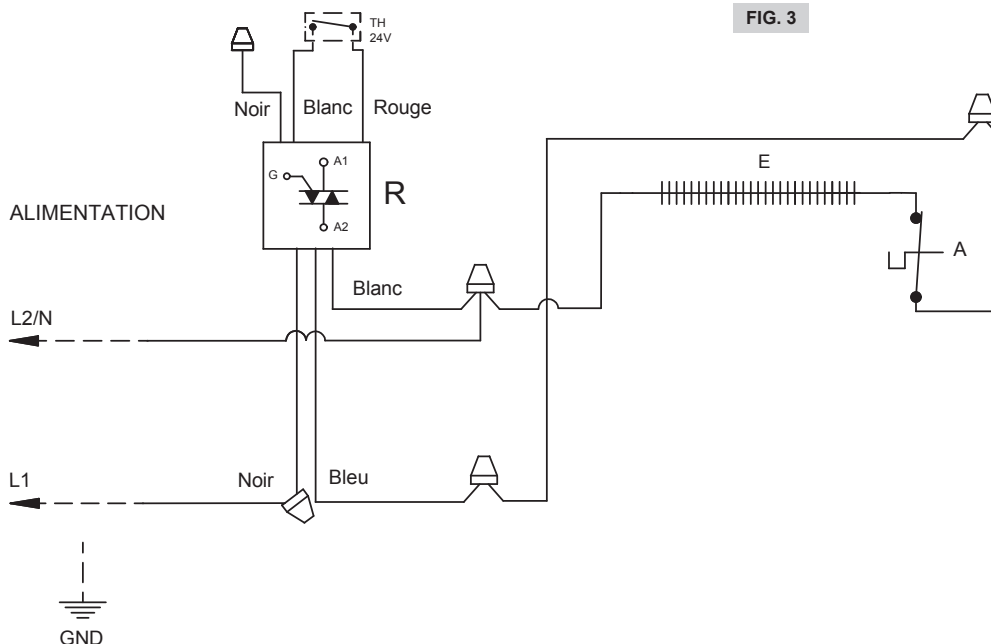 FIG. 3
TH
24V
Noir
Blanc
Rouge
A1
G
R
A2
E
ALIMENTATION
A
Blanc
L2/N
L1
Noir
Bleu
GND